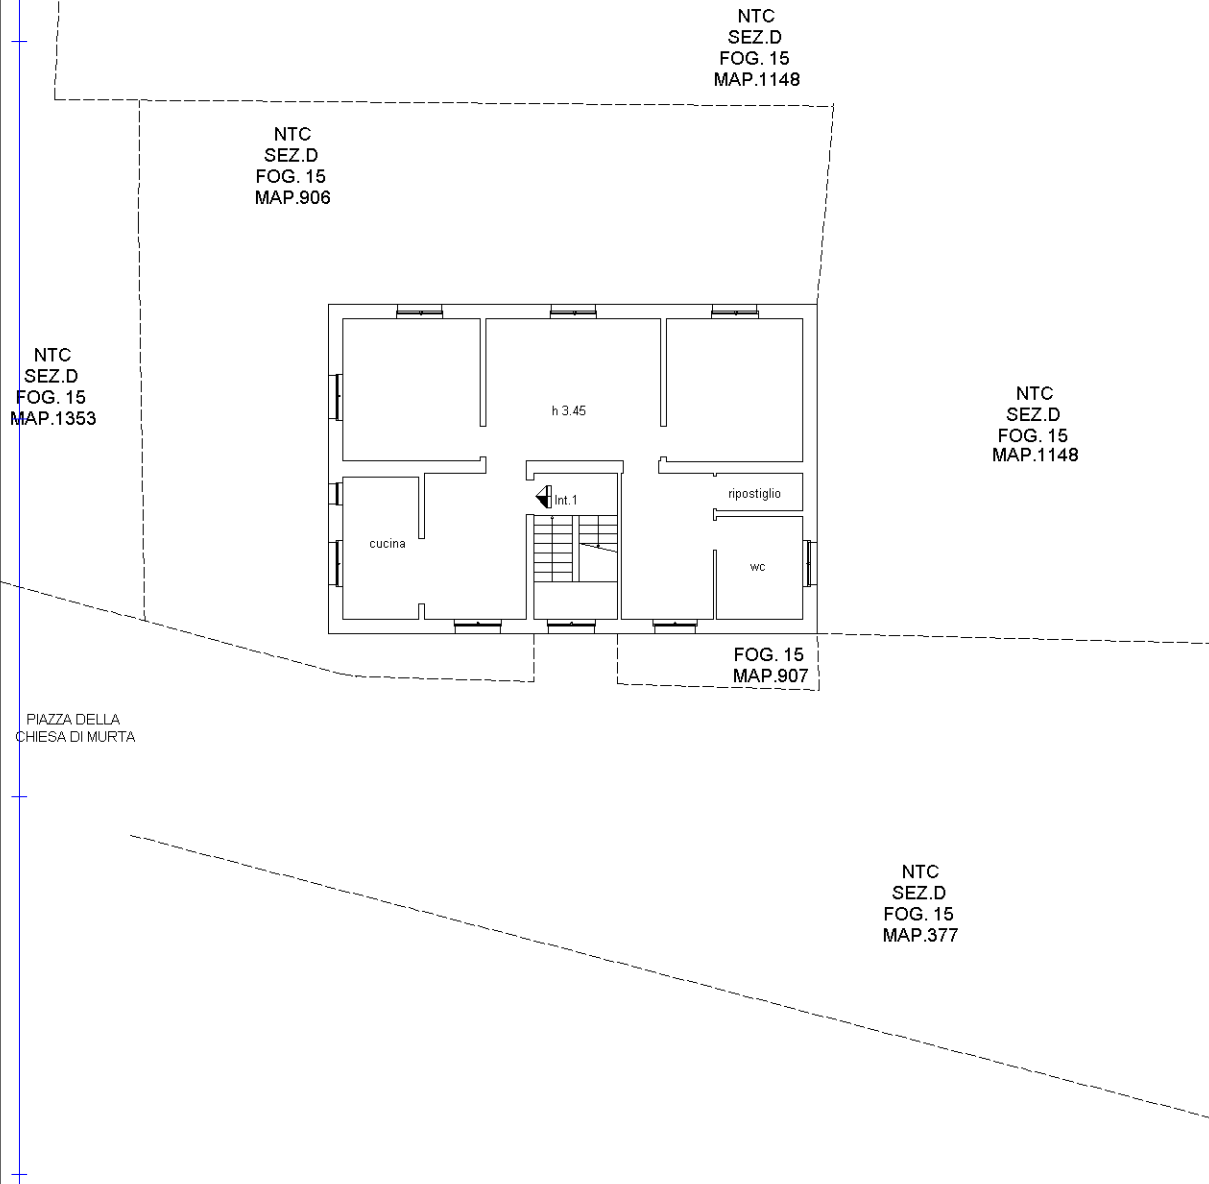 NTC
SEZ.D
FOG. 15
MAP.1148
NTC
SEZ.D
FOG. 15
MAP.906
NTC
SEZ.D
FOG. 15
MAP.1353
NTC
SEZ.D
FOG. 15
MAP.1148
h 3.45
ripostiglio
Int.1
cucina
wc
FOG. 15
MAP.907
PIAZZA DELLA
CHIESA DI MURTA
NTC
SEZ.D
FOG. 15
MAP.377